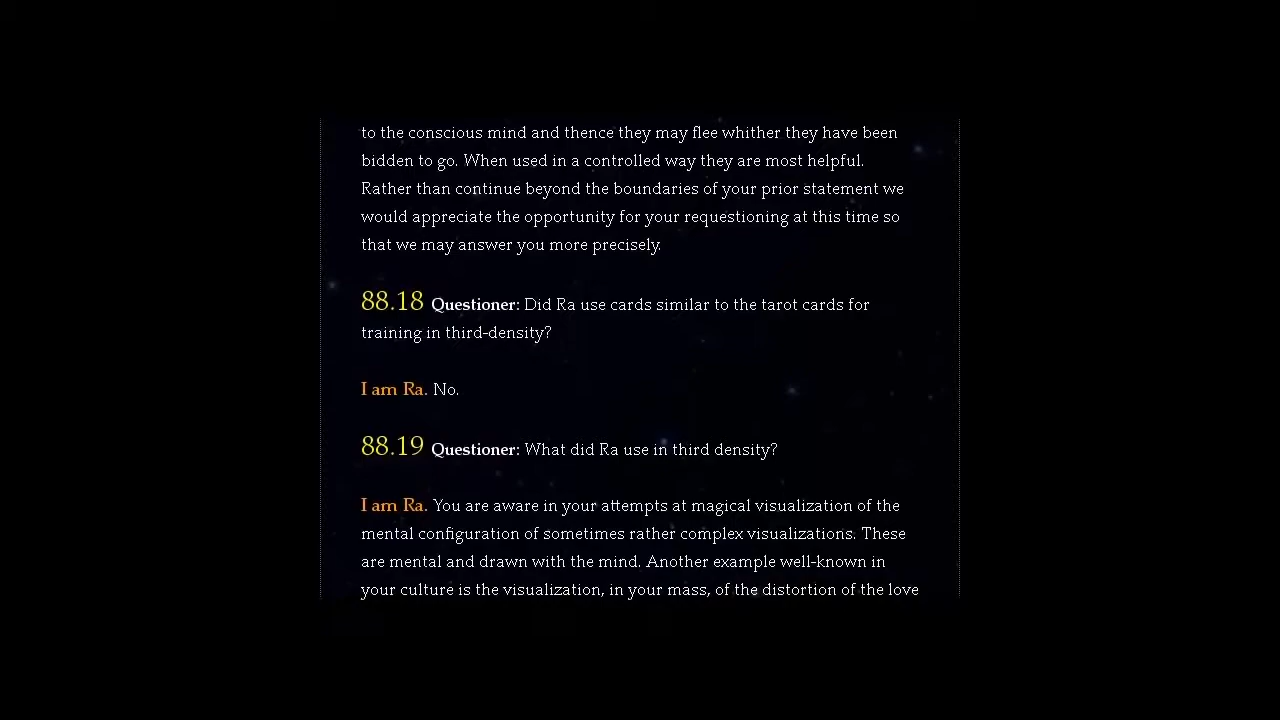 to the conscious mind and thence they may flee whither they have been
bidden to go. When used in a controlled way they are most helpful.
Rather than continue beyond the boundaries of your prior statement we
would appreciate the opportunity for your requestioning at this time so
that we may answer you more precisely.
88.18 Questioner: Did Ra use cards similar to the tarot cards for
training in third-density?
I am Ra. No.
88.19 Questioner: What did Ra use in third density?
I am Ra. You are aware in your attempts at magical visualization of the
mental configuration of sometimes rather complex visualizations. These
are mental and drawn with the mind. Another example well-known in
your culture is the visualization, in your mass, of the distortion of the love